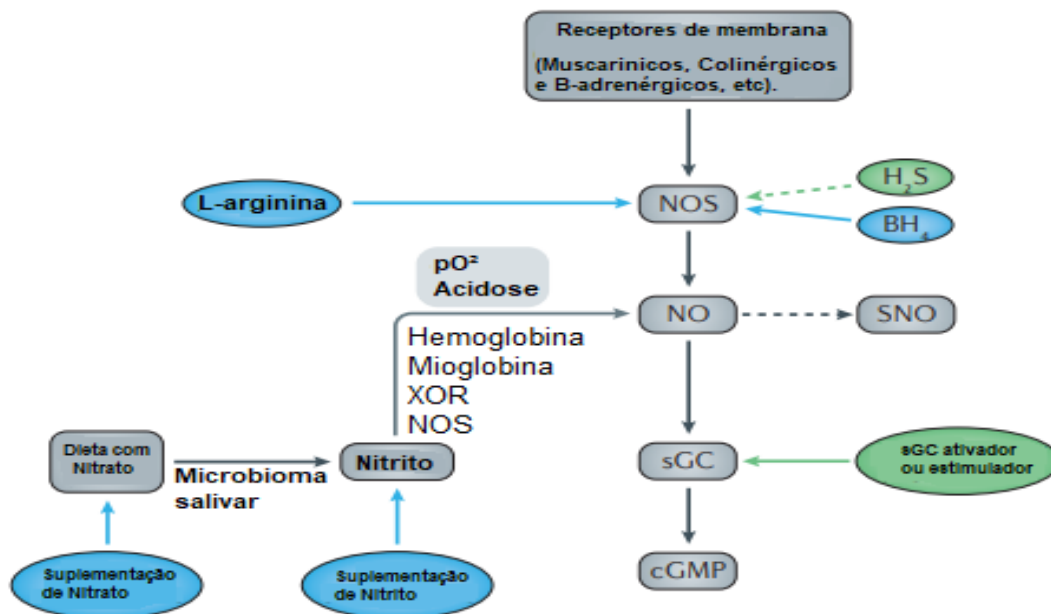 Receptores de membrana
(Muscarinicos, Colinérgicos
e B-adrenérgicos, etc).
L-arginina
NOS
H₂S
BH₄
pO²
Acidose
NO
SNO
Hemoglobina
Mioglobina
XOR
NOS
Dieta com
Nitrato
Microbioma
salivar
Nitrito
sGC
sGC ativador
ou estimulador
Suplementação
de Nitrato
Suplementação
de Nitrito
cGMP